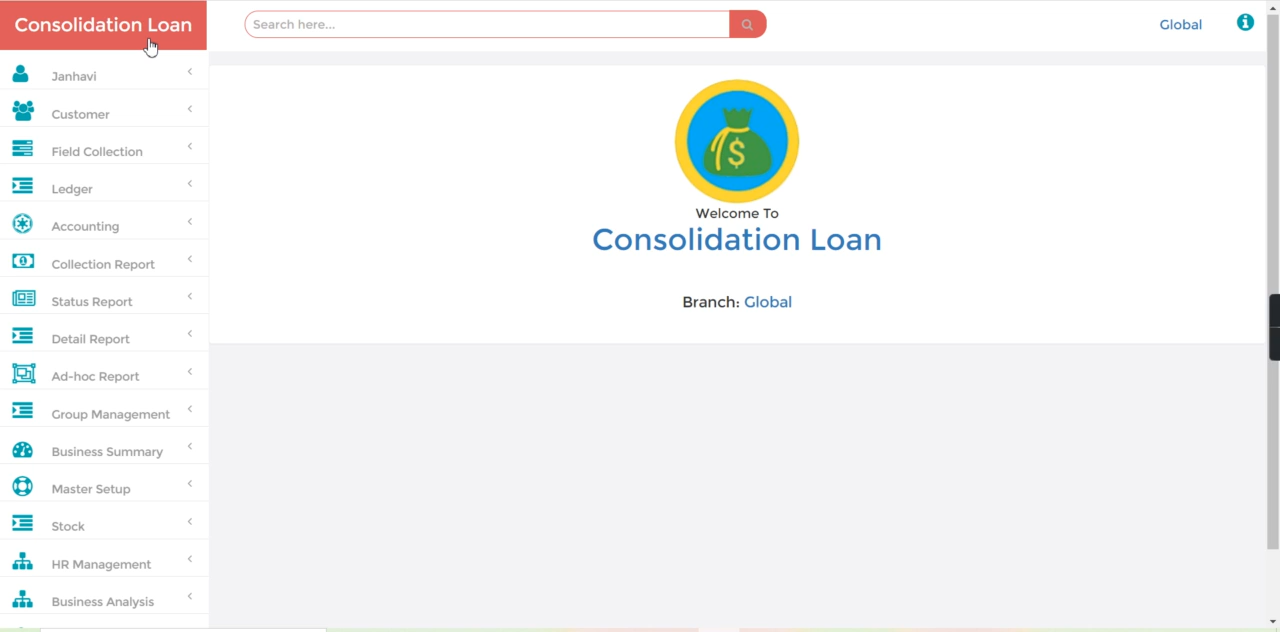 Consolidation Loan
Search here...
Global
Janhavi
Customer
Field Collection
Ledger
Accounting
Collection Report
Status Report
Detail Report
Ad-hoc Report
Group Management
Business Summary
Master Setup
Stock
HR Management
Business Analysis
$
Welcome To
Consolidation Loan
Branch: Global